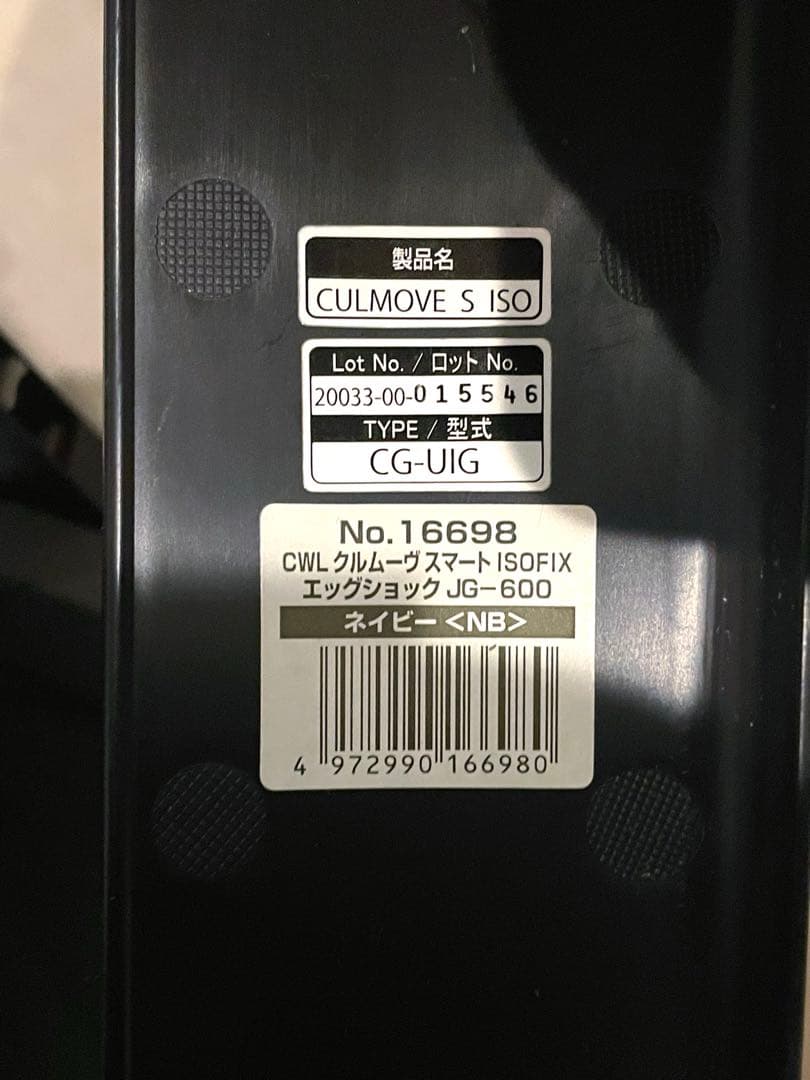 製品名
CULMOVE S ISO
Lot No. / ロット No.
20033-00-015546
TYPE / 型式
CG-UIG
No.16698
CWL クルムーヴ スマート ISOFIX
エッグショック JG-600
ネイビー <NB>
4 972990 166980